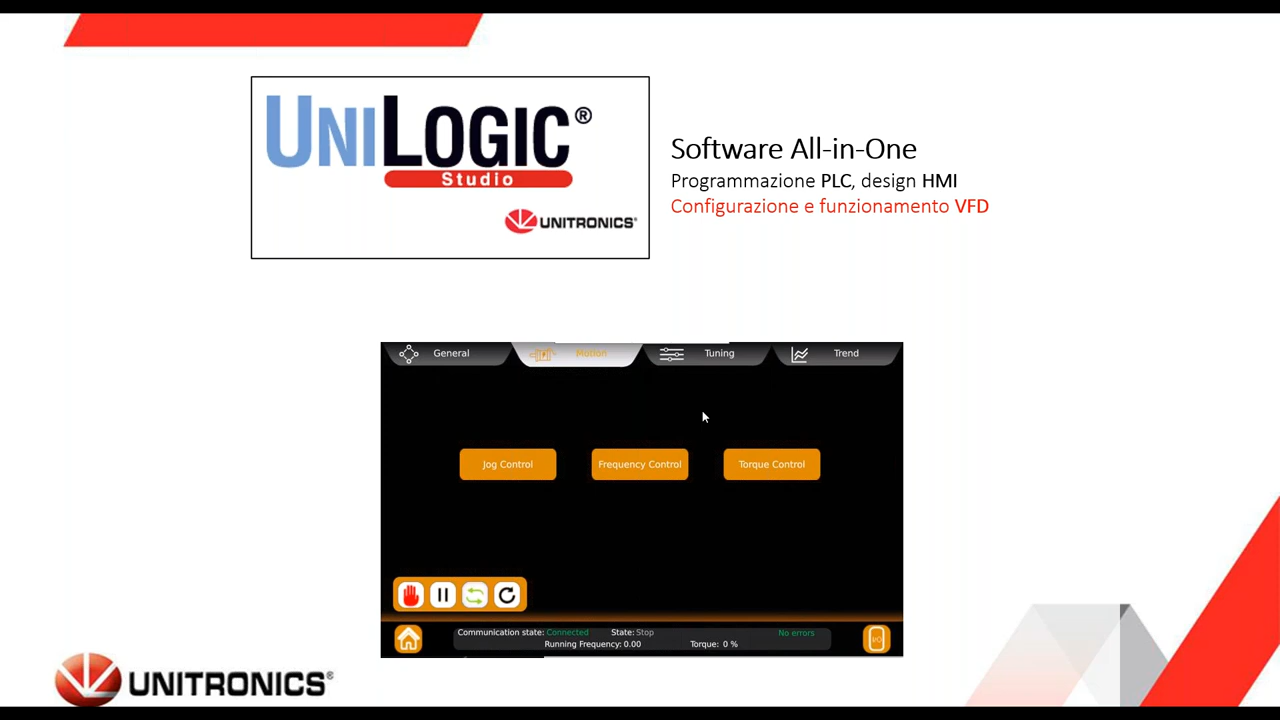 UNILOGIC®
Studio
UNITRONICS®
Software All-in-One
Programmazione PLC, design HMI
Configurazione e funzionamento VFD
General
Motion
Tuning
Trend
Jog Control
Frequency Control
Torque Control
Communication state: Connected
State: Stop
No errors
Running Frequency: 0.00
Torque: 0 %
I/O
UNITRONICS®